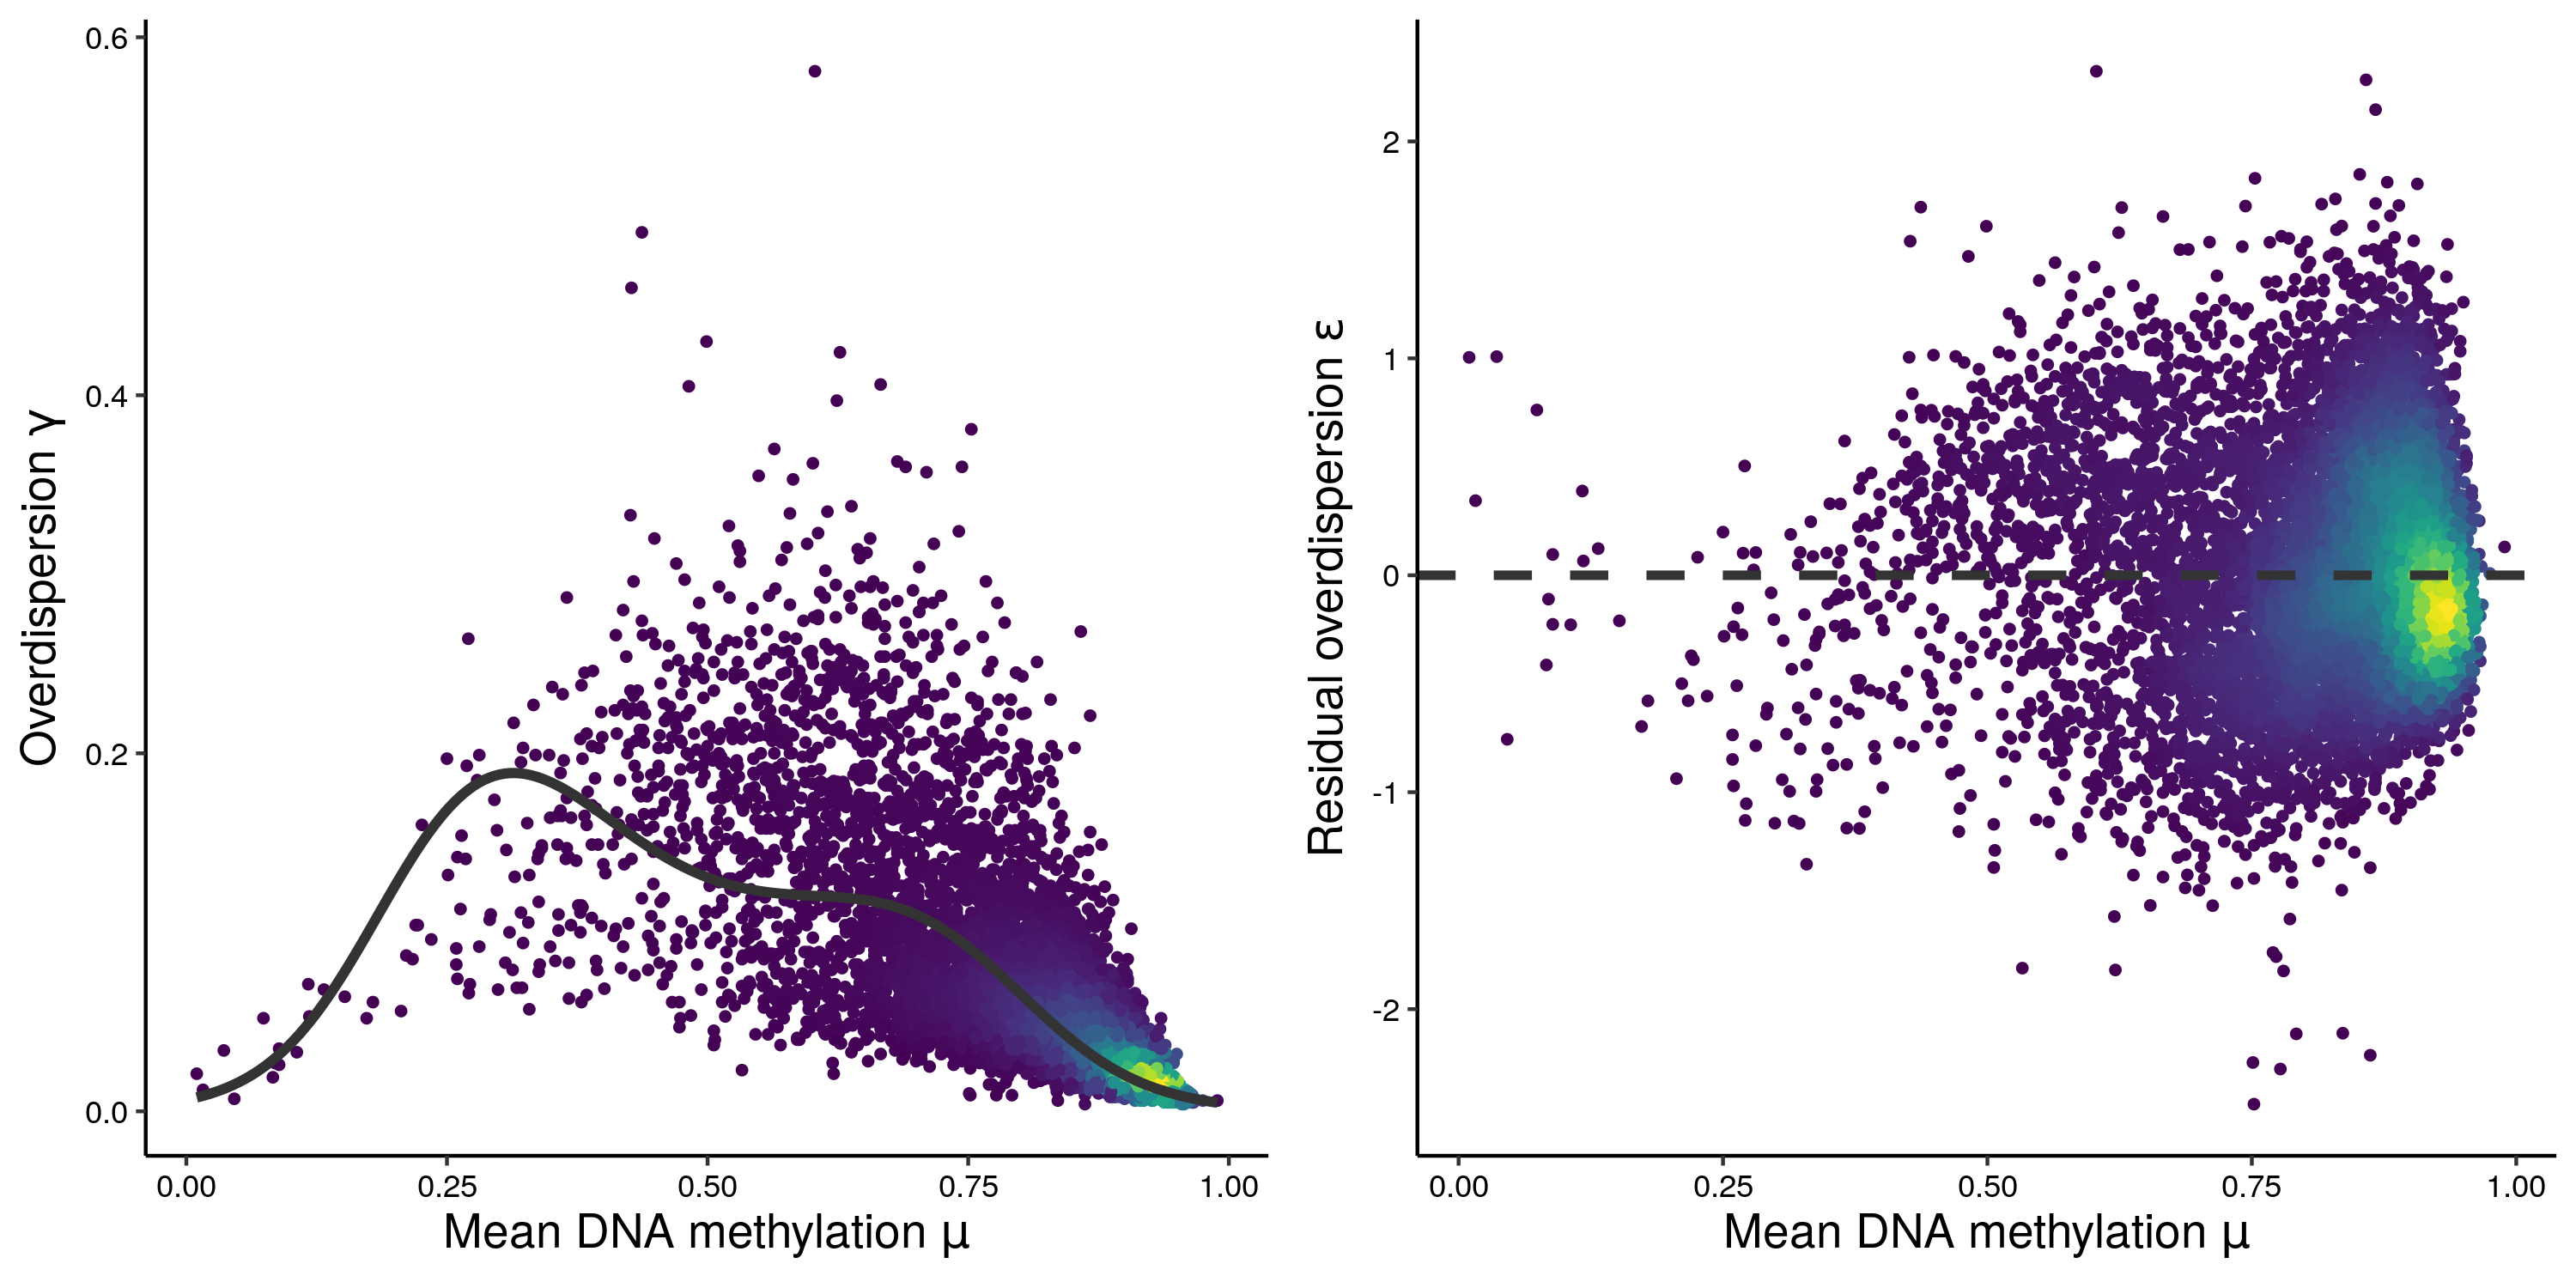 Overdispersion γ
0.6
0.4
0.2
0.0
0.00 0.25 0.50 0.75 1.00
Mean DNA methylation μ
Residual overdispersion ε
2
1
0
-1
-2
0.00 0.25 0.50 0.75 1.00
Mean DNA methylation μ